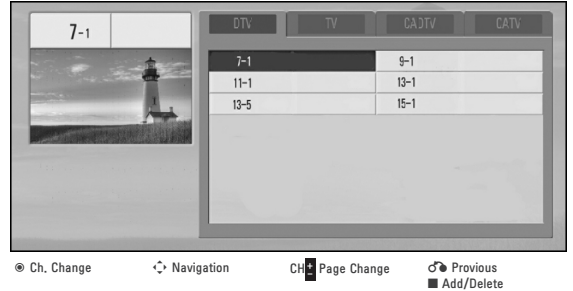 7-1
DTV TV CADTV CATV
7-1 9-1
11-1 13-1
13-5 15-1
Ch. Change Navigation CH + - Page Change Provious
Add/Delete